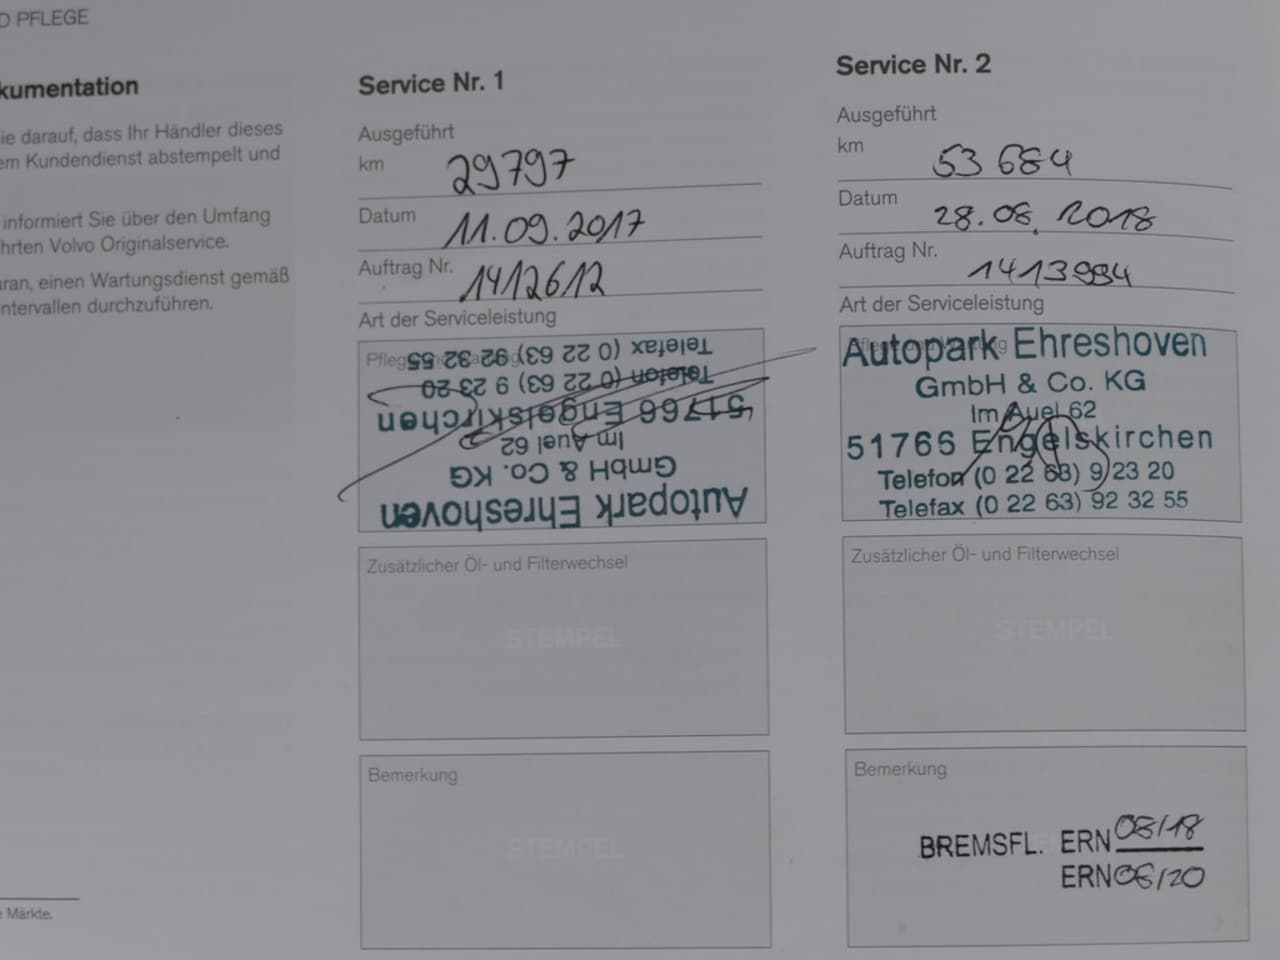 D PFLEGE
kumentation
ie darauf, dass Ihr Händler dieses
em Kundendienst abstempelt und
informiert Sie über den Umfang
hrten Volvo Originalservice.
ran, einen Wartungsdienst gemäß
ntervallen durchzuführen.
e Märkte.
Service Nr. 1
Ausgeführt
km 29797
Datum 11.09.2017
Auftrag Nr. 1412612
Art der Serviceleistung
Autopark Ehreshoven
GmbH & Co. KG
Im Auel 62
51766 Engelskirchen
Telefon (0 22 63) 9 23 20
Telefax (0 22 63) 92 32 55
Zusätzlicher Öl- und Filterwechsel
STEMPEL
Bemerkung
STEMPEL
Service Nr. 2
Ausgeführt
km 53 684
Datum 28.08.2018
Auftrag Nr. 1413994
Art der Serviceleistung
Autopark Ehreshoven
GmbH & Co. KG
Im Auel 62
51766 Engelskirchen
Telefon (0 22 63) 9 23 20
Telefax (0 22 63) 92 32 55
Zusätzlicher Öl- und Filterwechsel
STEMPEL
Bemerkung
BREMSFL. ERN 08/18
ERN 08/20